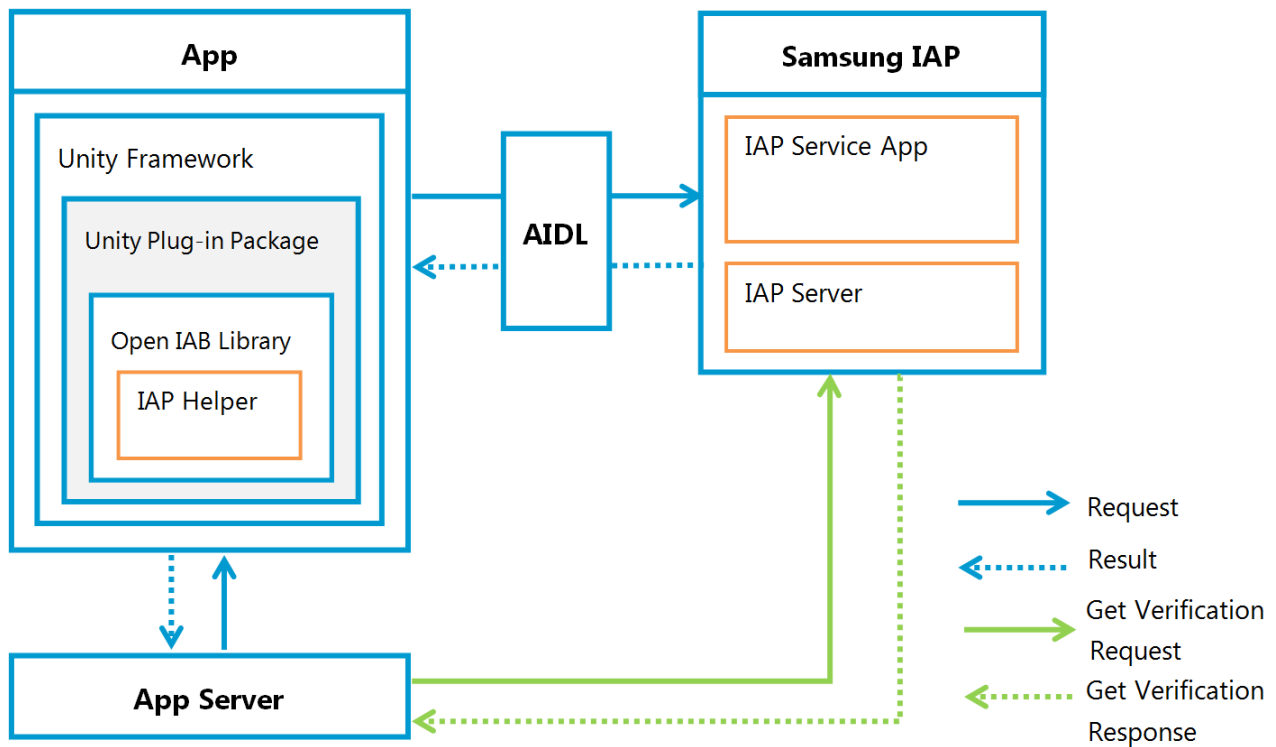 App
Unity Framework
Unity Plug-in Package
Open IAB Library
IAP Helper
AIDL
Samsung IAP
IAP Service App
IAP Server
App Server
Request
Result
Get Verification
Request
Get Verification
Response